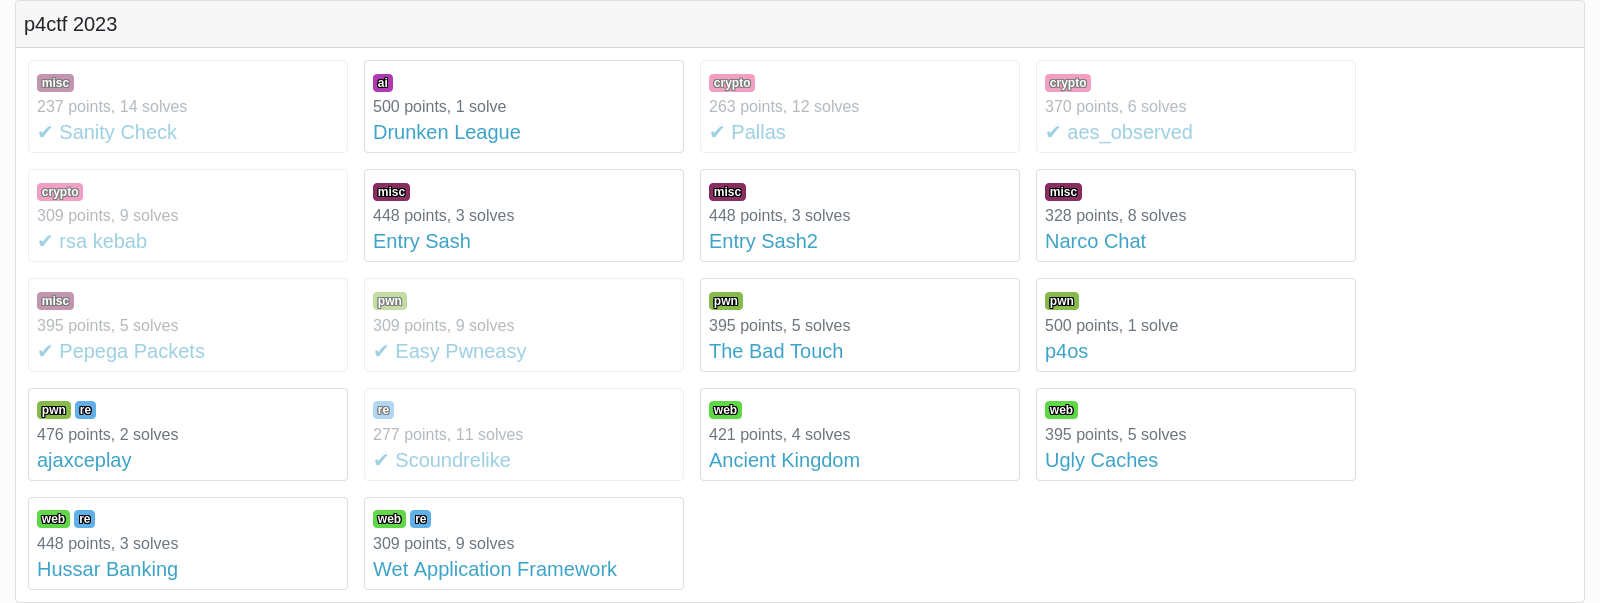 p4ctf 2023
misc
237 points, 14 solves
✔ Sanity Check
ai
500 points, 1 solve
Drunken League
crypto
263 points, 12 solves
✔ Pallas
crypto
370 points, 6 solves
✔ aes_observed
crypto
309 points, 9 solves
✔ rsa kebab
misc
448 points, 3 solves
Entry Sash
misc
448 points, 3 solves
Entry Sash2
misc
328 points, 8 solves
Narco Chat
misc
395 points, 5 solves
✔ Pepega Packets
pwn
309 points, 9 solves
✔ Easy Pwneasy
pwn
395 points, 5 solves
The Bad Touch
pwn
500 points, 1 solve
p4os
pwn re
476 points, 2 solves
ajaxceplay
re
277 points, 11 solves
✔ Scoundrelike
web
421 points, 4 solves
Ancient Kingdom
web
395 points, 5 solves
Ugly Caches
web re
448 points, 3 solves
Hussar Banking
web re
309 points, 9 solves
Wet Application Framework